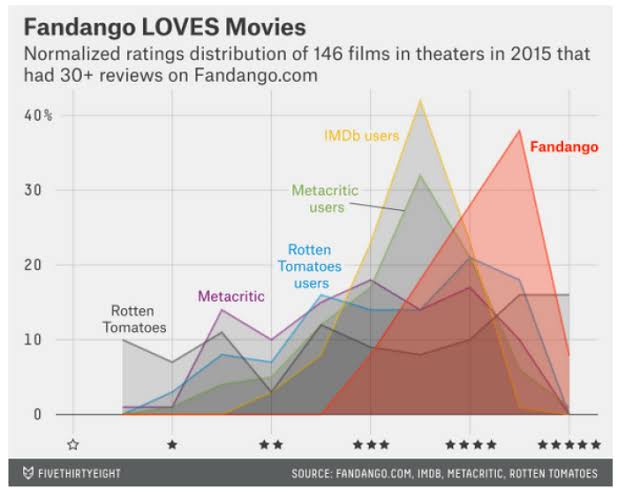 Fandango LOVES Movies
Normalized ratings distribution of 146 films in theaters in 2015 that
had 30+ reviews on Fandango.com
40%
IMDb users
Fandango
30
Metacritic
users
Rotten
Tomatoes
users
20
Metacritic
Rotten
Tomatoes
10
0
☆ ★ ★★ ★★★ ★★★★ ★★★★★
FIVETHIRTYEIGHT
SOURCE: FANDANGO.COM, IMDB, METACRITIC, ROTTEN TOMATOES